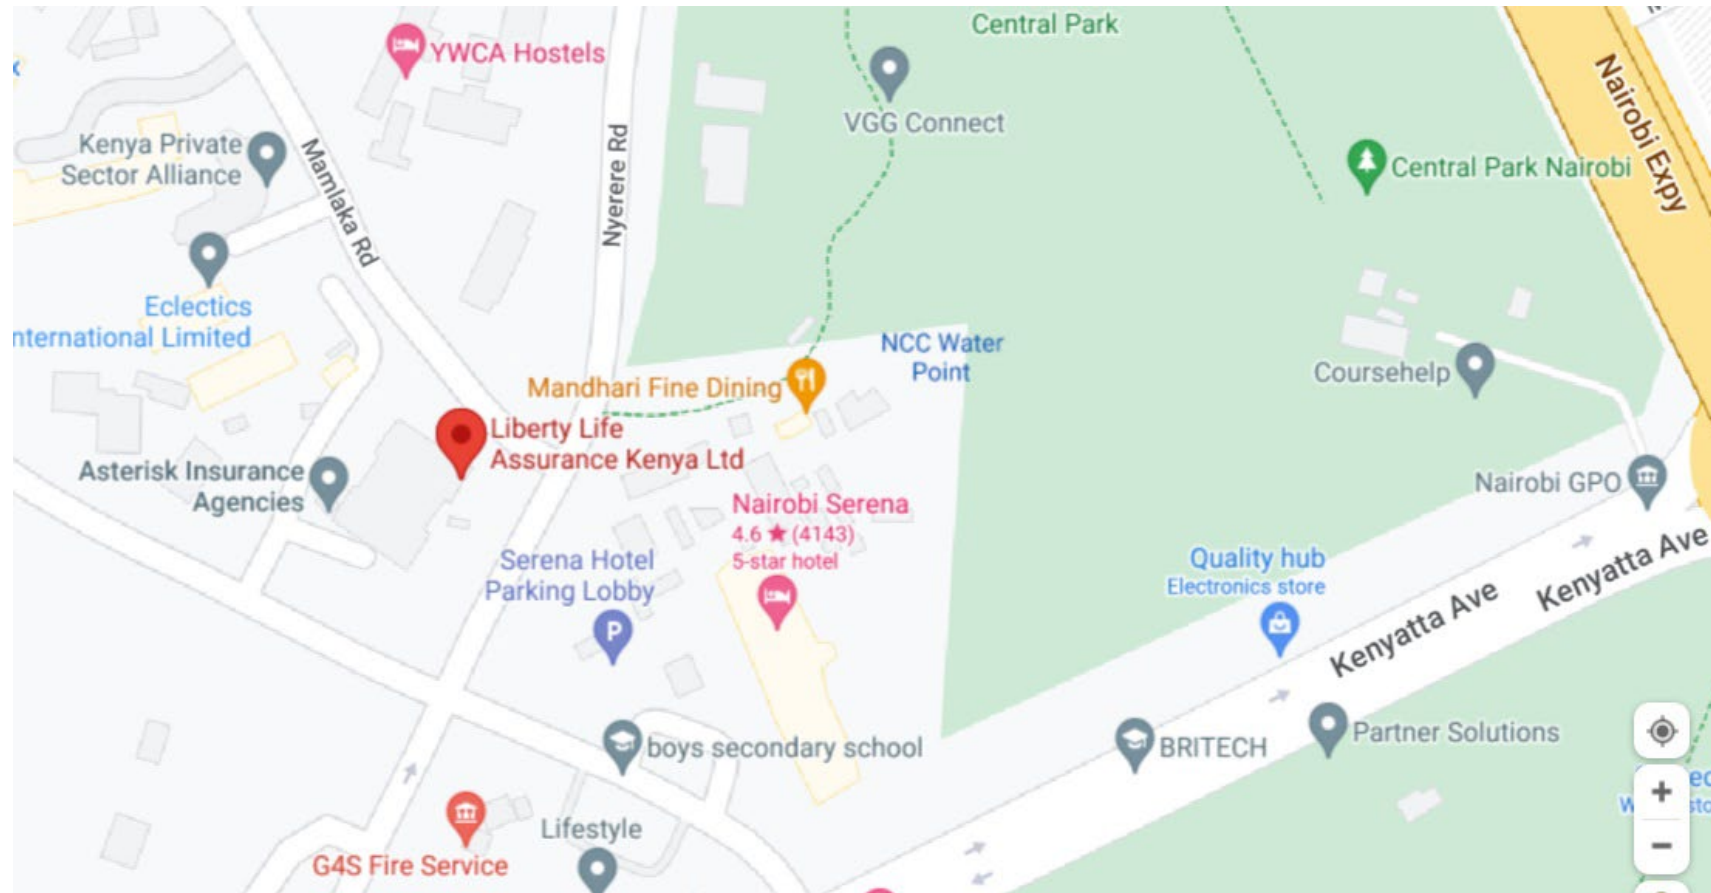 Central Park
YWCA Hostels
VGG Connect
Nairobi Expy
Kenya Private
Sector Alliance
Mamlaka Rd
Nyerere Rd
Central Park Nairobi
Eclectics
nternational Limited
NCC Water
Point
Mandhari Fine Dining
Coursehelp
Liberty Life
Assurance Kenya Ltd
Asterisk Insurance
Agencies
Nairobi GPO
Nairobi Serena
4.6 ★ (4143)
5-star hotel
Serena Hotel
Parking Lobby
P
Quality hub
Electronics store
Kenyatta Ave
Kenyatta Ave
boys secondary school
BRITECH
Partner Solutions
Lifestyle
G4S Fire Service
+
−